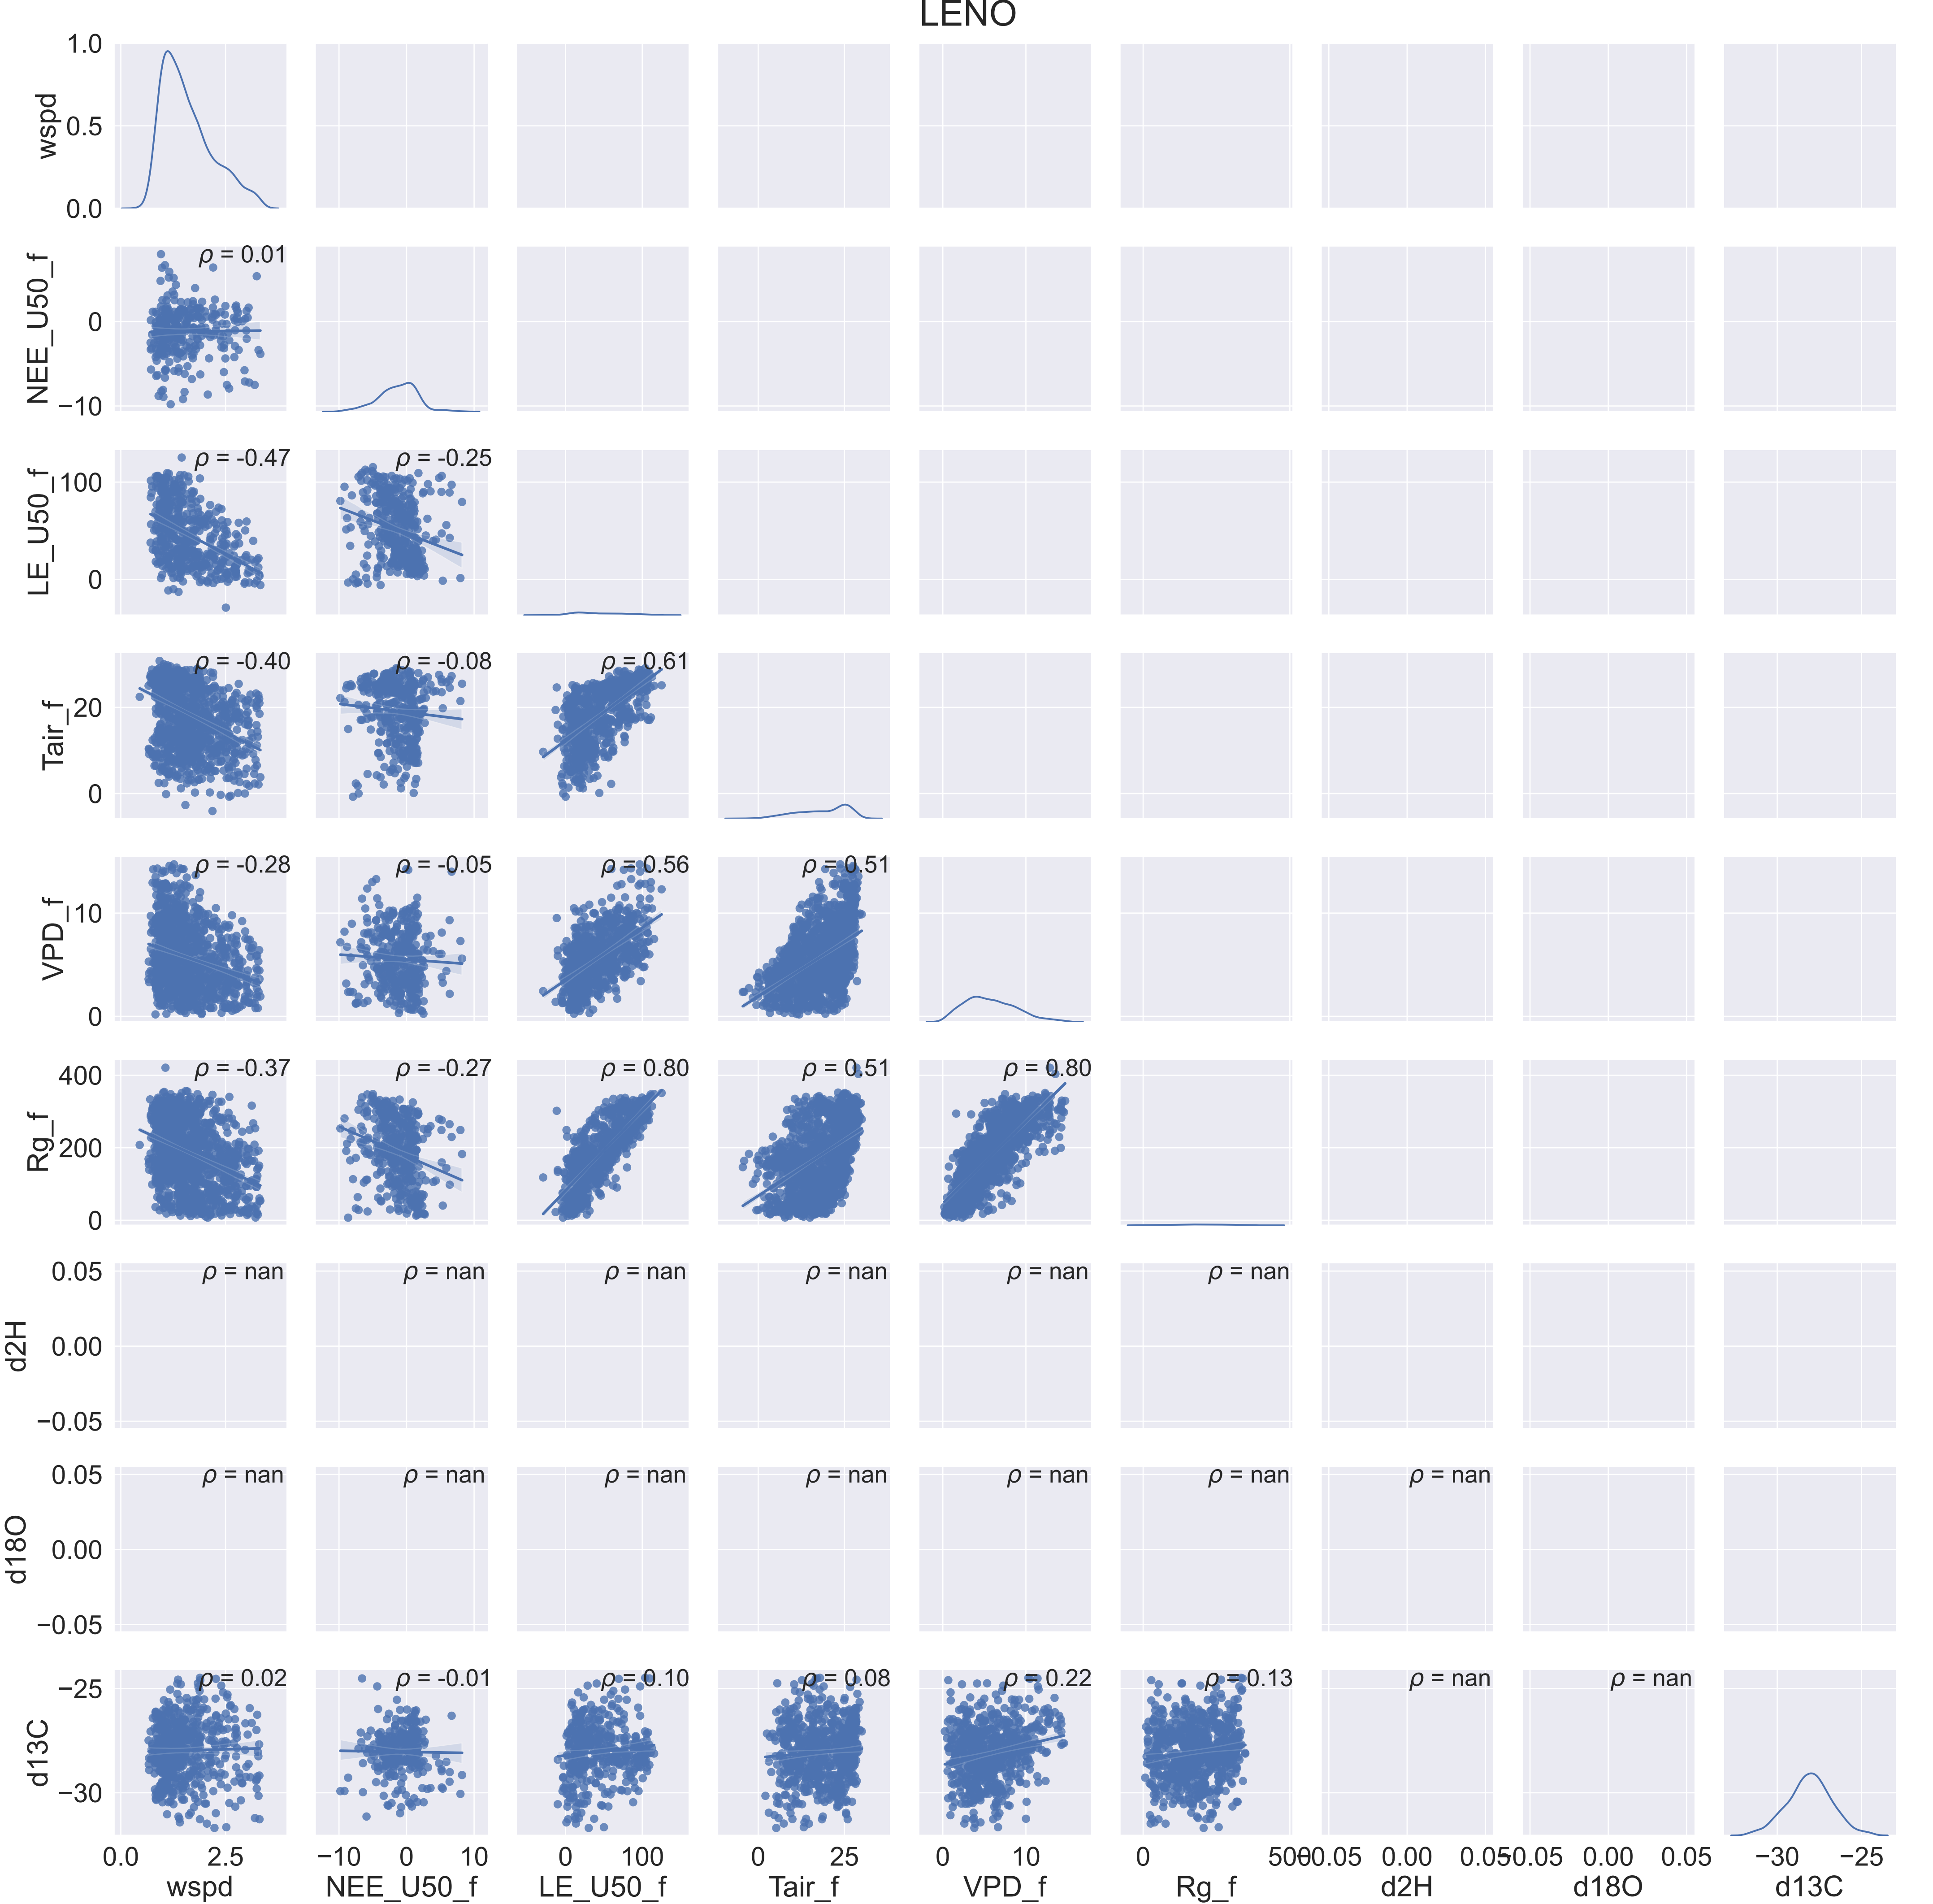 LENO
1.0
0.5
0.0
wspd
ρ = 0.01
0
−10
NEE_U50_f
ρ = -0.47
ρ = -0.25
100
0
LE_U50_f
ρ = -0.40
ρ = -0.08
ρ = 0.61
20
0
Tair_f
ρ = -0.28
ρ = -0.05
ρ = 0.56
ρ = 0.51
10
0
VPD_f
ρ = -0.37
ρ = -0.27
ρ = 0.80
ρ = 0.51
ρ = 0.80
400
200
0
Rg_f
ρ = nan
ρ = nan
ρ = nan
ρ = nan
ρ = nan
ρ = nan
0.05
0.00
−0.05
d2H
ρ = nan
ρ = nan
ρ = nan
ρ = nan
ρ = nan
ρ = nan
ρ = nan
0.05
0.00
−0.05
d18O
ρ = 0.02
ρ = -0.01
ρ = 0.10
ρ = 0.08
ρ = 0.22
ρ = 0.13
ρ = nan
ρ = nan
−25
−30
d13C
0.0 2.5
−10 0 10
0 100
0 25
0 10
0 500
−0.05 0.00 0.05
−0.05 0.00 0.05
−30 −25
wspd
NEE_U50_f
LE_U50_f
Tair_f
VPD_f
Rg_f
d2H
d18O
d13C